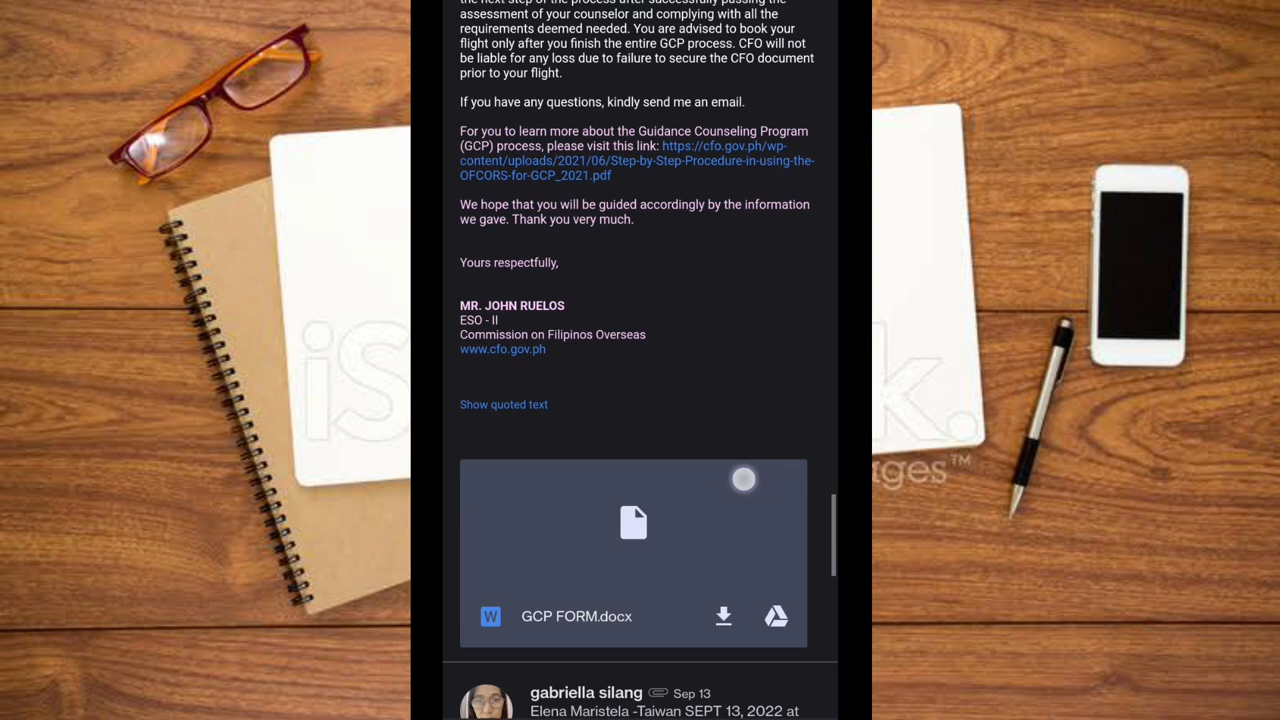 the next step of the process after successfully passing the
assessment of your counselor and complying with all the
requirements deemed needed. You are advised to book your
flight only after you finish the entire GCP process. CFO will not
be liable for any loss due to failure to secure the CFO document
prior to your flight.
If you have any questions, kindly send me an email.
For you to learn more about the Guidance Counseling Program
(GCP) process, please visit this link: https://cfo.gov.ph/wp-
content/uploads/2021/06/Step-by-Step-Procedure-in-using-the-
OFCORS-for-GCP_2021.pdf
We hope that you will be guided accordingly by the information
we gave. Thank you very much.
Yours respectfully,
MR. JOHN RUELOS
ESO - II
Commission on Filipinos Overseas
www.cfo.gov.ph
Show quoted text
W GCP FORM.docx
gabriella silang Sep 13
Elena Maristela -Taiwan SEPT 13, 2022 at